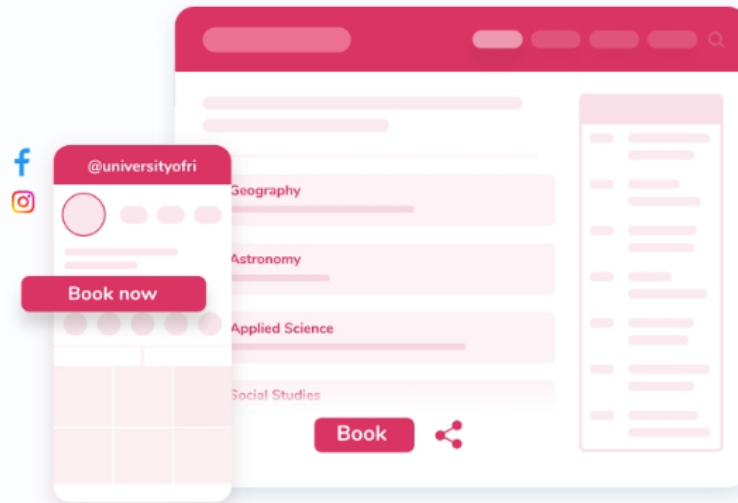 @universityofri
Book now
Geography
Astronomy
Applied Science
Social Studies
Book